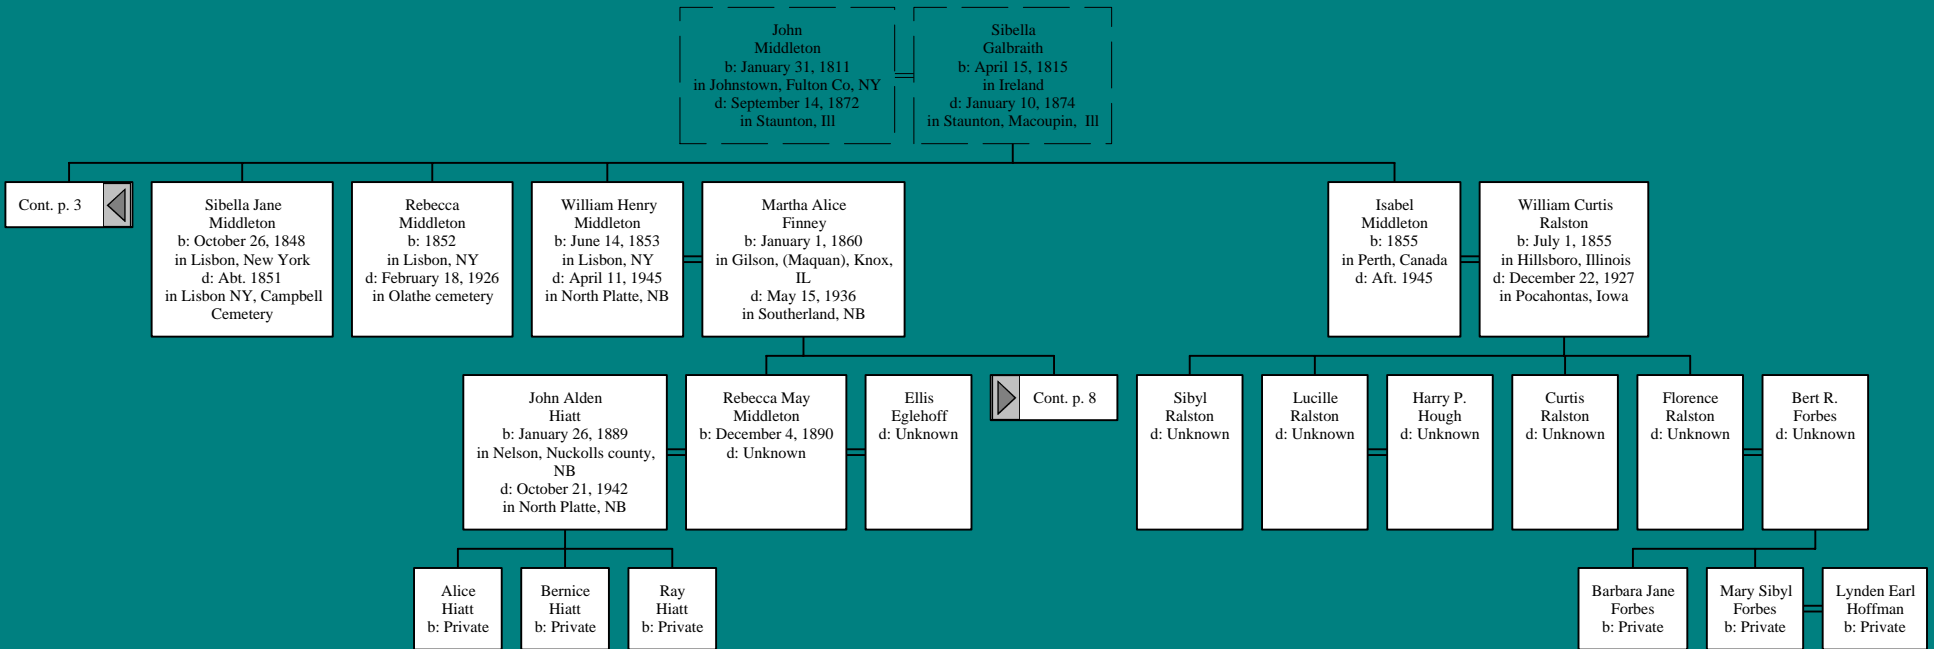 John
Middleton
b: January 31, 1811
in Johnstown, Fulton Co, NY
d: September 14, 1872
in Staunton, Ill
Sibella
Galbraith
b: April 15, 1815
in Ireland
d: January 10, 1874
in Staunton, Macoupin, Ill
Cont. p. 3
Sibella Jane
Middleton
b: October 26, 1848
in Lisbon, New York
d: Abt. 1851
in Lisbon NY, Campbell
Cemetery
Rebecca
Middleton
b: 1852
in Lisbon, NY
d: February 18, 1926
in Olathe cemetery
William Henry
Middleton
b: June 14, 1853
in Lisbon, NY
d: April 11, 1945
in North Platte, NB
Martha Alice
Finney
b: January 1, 1860
in Gilson, (Maquan), Knox,
IL
d: May 15, 1936
in Southerland, NB
Isabel
Middleton
b: 1855
in Perth, Canada
d: Aft. 1945
William Curtis
Ralston
b: July 1, 1855
in Hillsboro, Illinois
d: December 22, 1927
in Pocahontas, Iowa
John Alden
Hiatt
b: January 26, 1889
in Nelson, Nuckolls county,
NB
d: October 21, 1942
in North Platte, NB
Rebecca May
Middleton
b: December 4, 1890
d: Unknown
Ellis
Eglehoff
d: Unknown
Cont. p. 8
Sibyl
Ralston
d: Unknown
Lucille
Ralston
d: Unknown
Harry P.
Hough
d: Unknown
Curtis
Ralston
d: Unknown
Florence
Ralston
d: Unknown
Bert R.
Forbes
d: Unknown
Alice
Hiatt
b: Private
Bernice
Hiatt
b: Private
Ray
Hiatt
b: Private
Barbara Jane
Forbes
b: Private
Mary Sibyl
Forbes
b: Private
Lynden Earl
Hoffman
b: Private